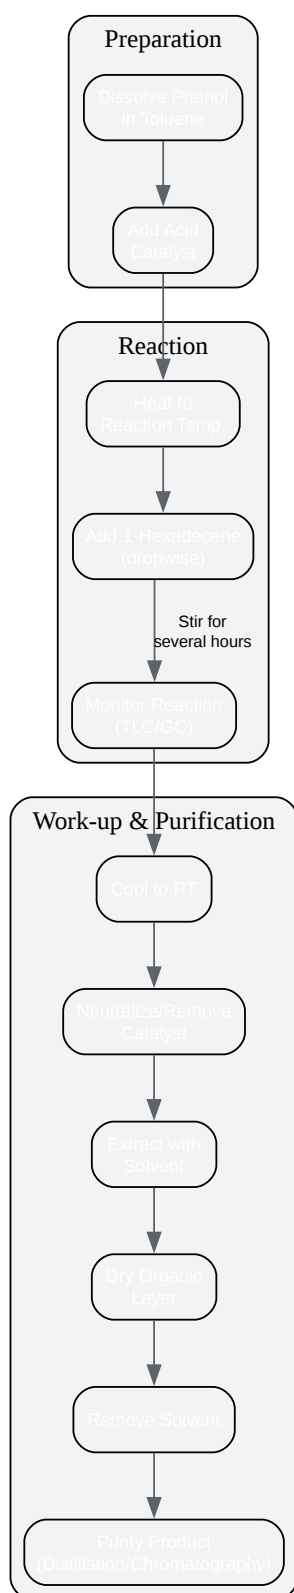 Preparation
Dissolve Phenol
in Toluene
Add Acid
Catalyst
Reaction
Heat to
Reaction Temp.
Add 1-Hexadecene
(dropwise)
Stir for
several hours
Monitor Reaction
(TLC/GC)
Work-up & Purification
Cool to RT
Neutralize/Remove
Catalyst
Extract with
Solvent
Dry Organic
Layer
Remove Solvent
Purify Product
(Distillation/Chromatography)